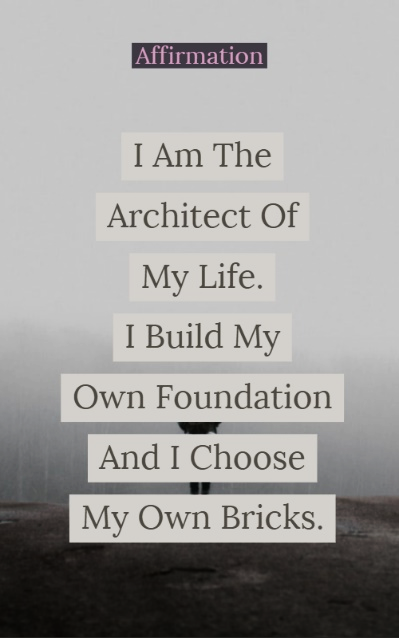 Affirmation
I Am The
Architect Of
My Life.
I Build My
Own Foundation
And I Choose
My Own Bricks.